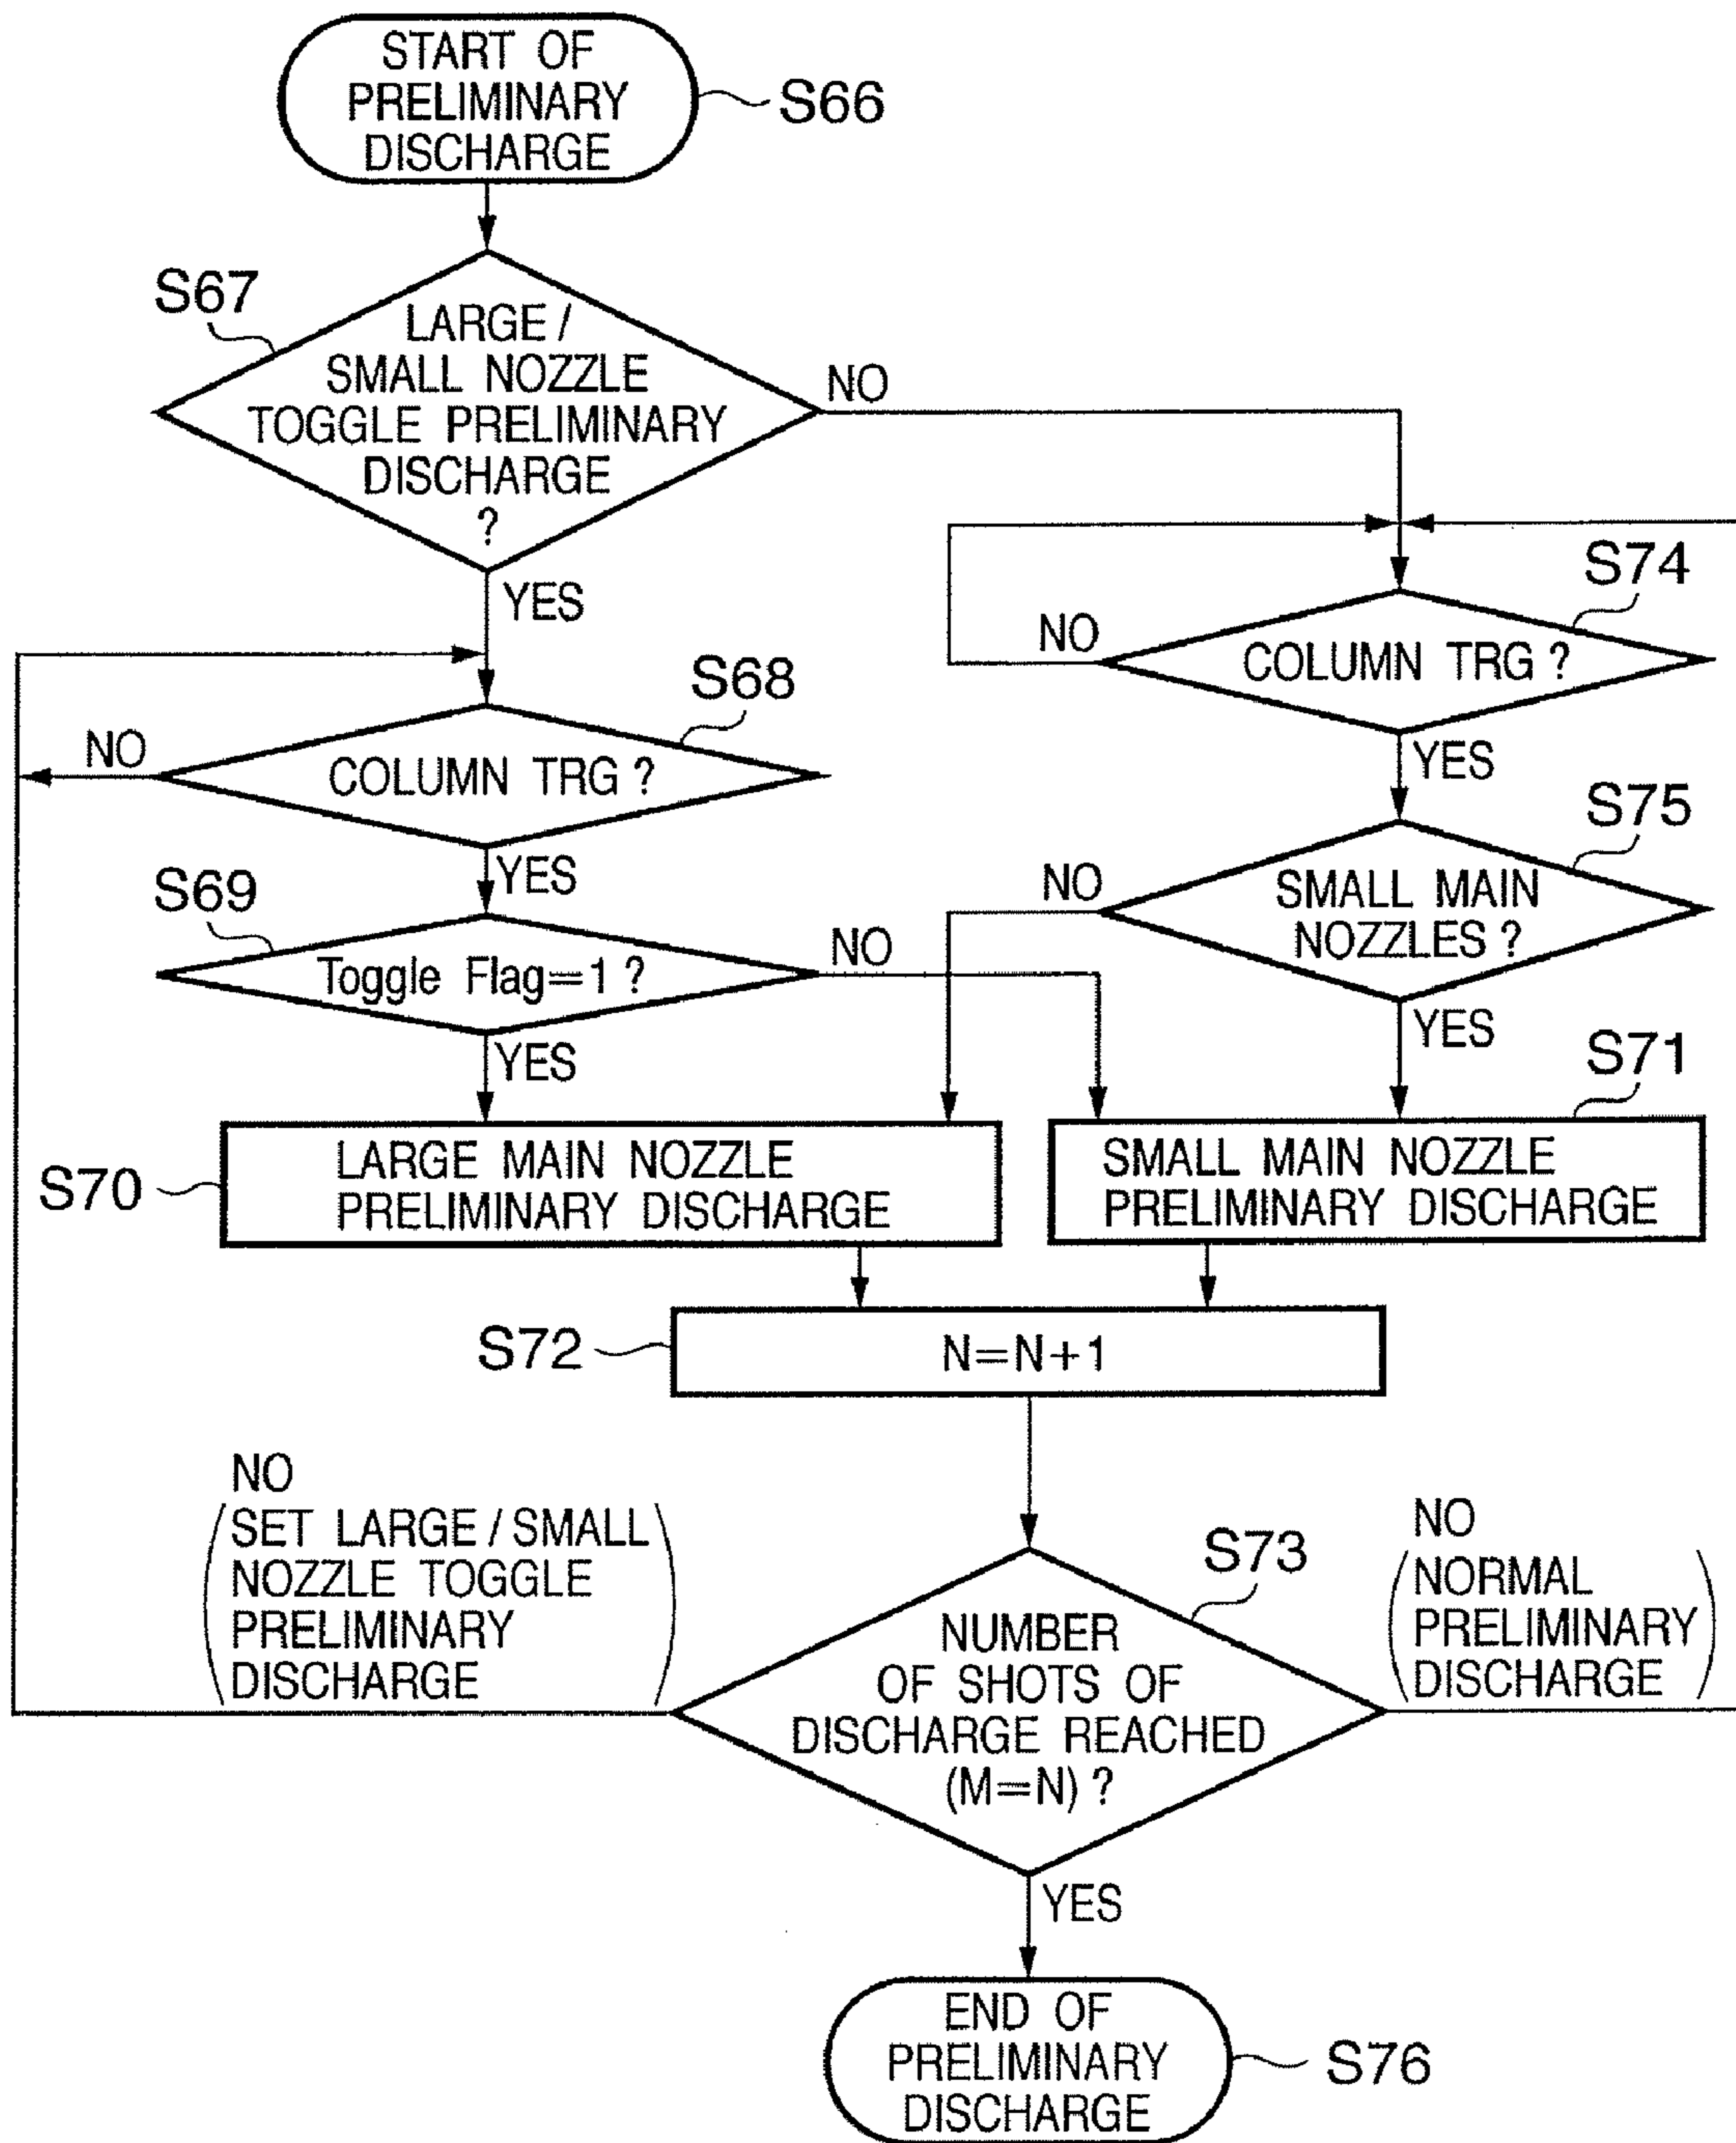 START OF
PRELIMINARY
DISCHARGE
S66
S67
LARGE /
SMALL NOZZLE
TOGGLE PRELIMINARY
DISCHARGE
?
NO
YES
S74
NO
COLUMN TRG ?
YES
S68
NO
COLUMN TRG ?
YES
S75
NO
SMALL MAIN
NOZZLES ?
YES
S69
Toggle Flag=1 ?
NO
YES
S71
S70
LARGE MAIN NOZZLE
PRELIMINARY DISCHARGE
SMALL MAIN NOZZLE
PRELIMINARY DISCHARGE
S72
N=N+1
NO
(SET LARGE / SMALL
NOZZLE TOGGLE
PRELIMINARY
DISCHARGE)
S73
NUMBER
OF SHOTS OF
DISCHARGE REACHED
(M=N) ?
NO
(NORMAL
PRELIMINARY
DISCHARGE)
YES
END OF
PRELIMINARY
DISCHARGE
S76